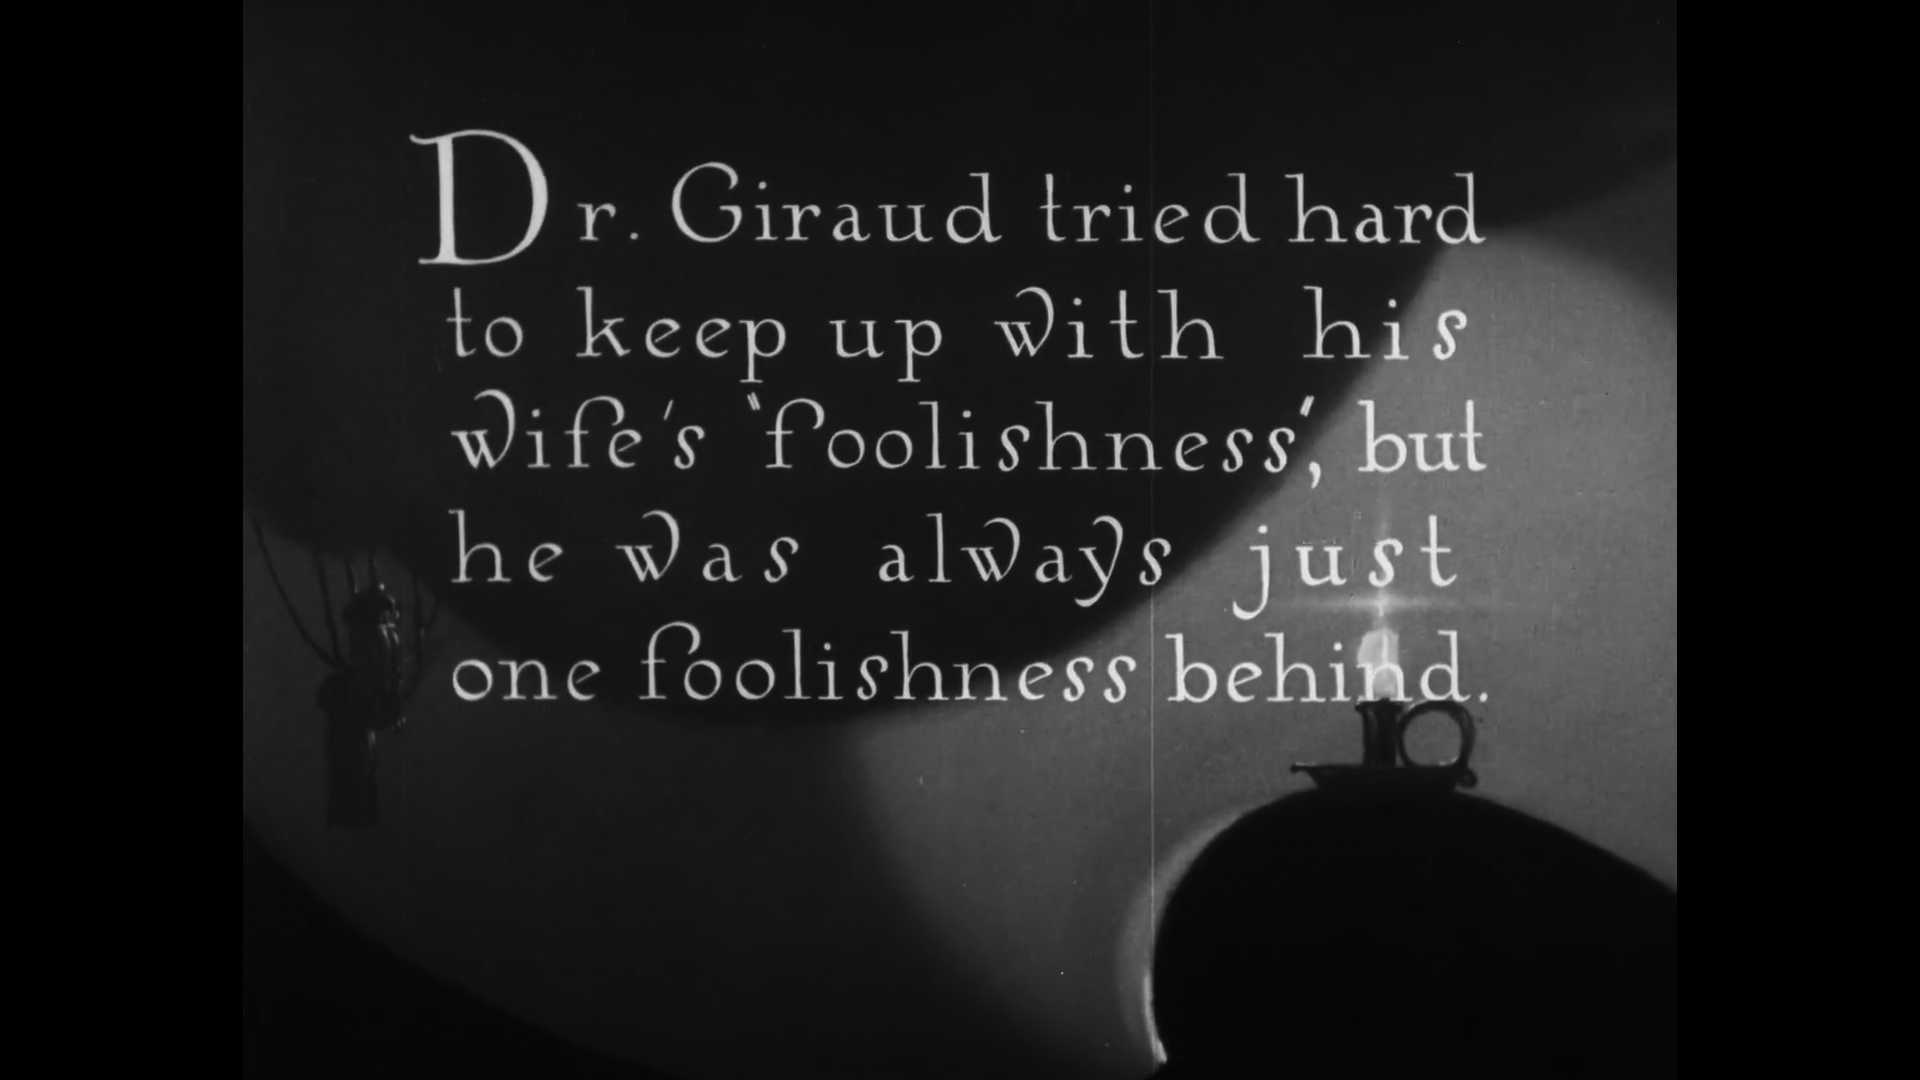 Dr. Giraud tried hard
to keep up with his
wife's "foolishness", but
he was always just
one foolishness behind.